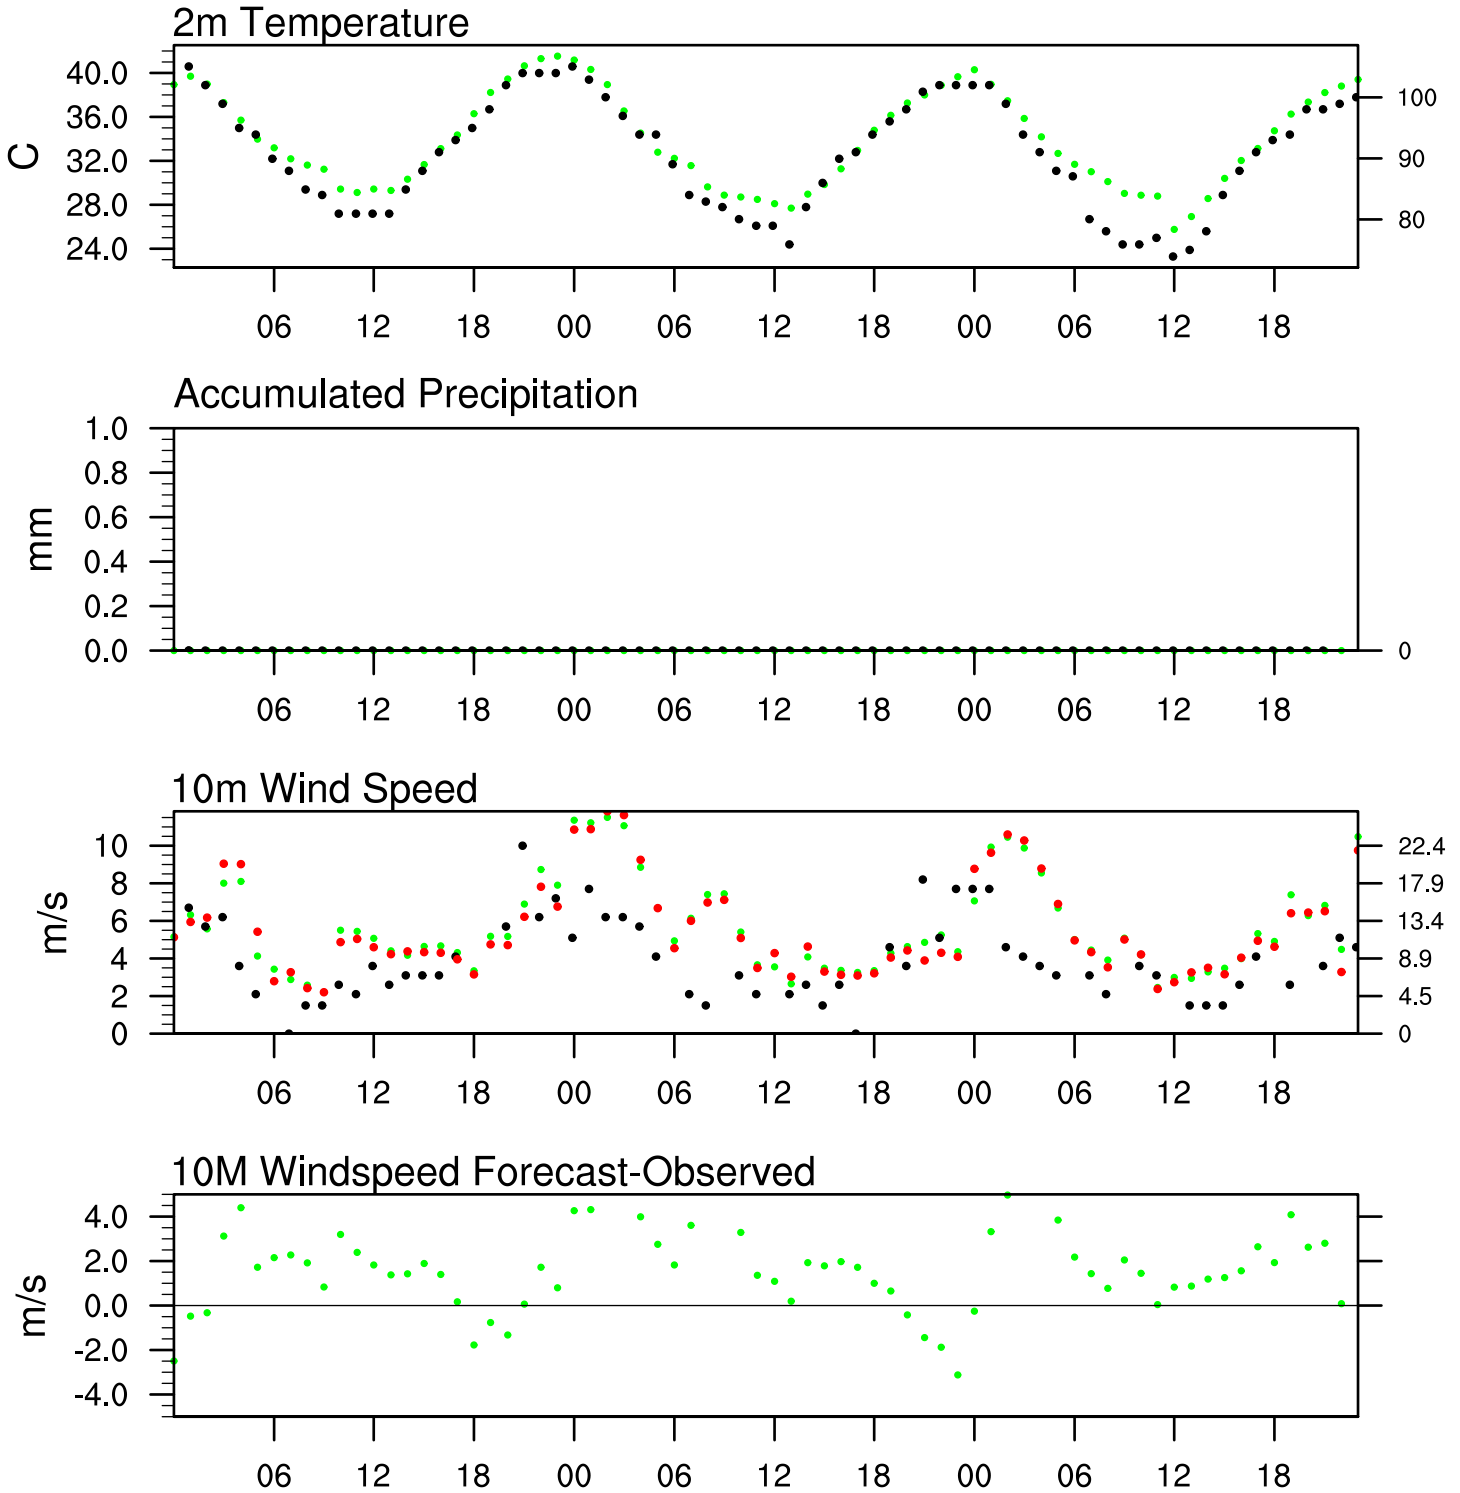 2m Temperature
40.0
36.0
32.0
28.0
24.0
C
100
90
80
06 12 18 00 06 12 18 00 06 12 18
Accumulated Precipitation
1.0
0.8
0.6
0.4
0.2
0.0
mm
0
06 12 18 00 06 12 18 00 06 12 18
10m Wind Speed
10
8
6
4
2
0
m/s
22.4
17.9
13.4
8.9
4.5
0
06 12 18 00 06 12 18 00 06 12 18
10M Windspeed Forecast-Observed
4.0
2.0
0.0
-2.0
-4.0
m/s
06 12 18 00 06 12 18 00 06 12 18